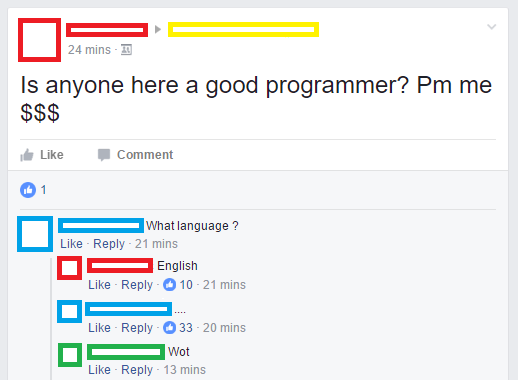 24 mins ·
Is anyone here a good programmer? Pm me
$$$
Like Comment
1
What language ?
Like · Reply · 21 mins
English
Like · Reply · 10 · 21 mins
....
Like · Reply · 33 · 20 mins
Wot
Like · Reply · 13 mins